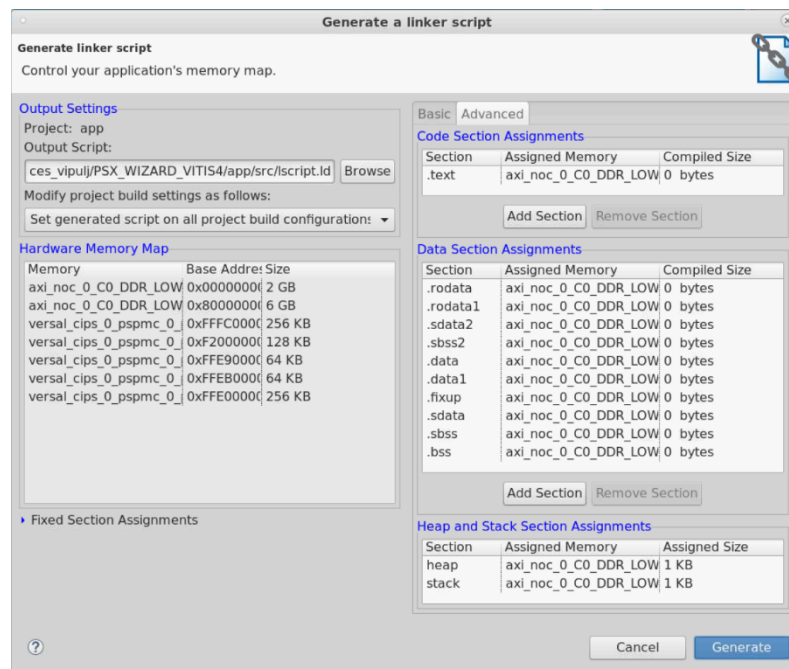 Generate a linker script
Generate linker script
Control your application's memory map.
Output Settings
Project: app
Output Script:
ces_vipulj/PSX_WIZARD_VITIS4/app/src/lscript.ld Browse
Modify project build settings as follows:
Set generated script on all project build configurations
Hardware Memory Map
Memory Base Addres Size
axi_noc_0_C0_DDR_LOW 0x00000000 2 GB
axi_noc_0_C0_DDR_LOW 0x80000000 6 GB
versal_cips_0_pspmc_0_ 0xFFFC0000 256 KB
versal_cips_0_pspmc_0_ 0xF2000000 128 KB
versal_cips_0_pspmc_0_ 0xFFE90000 64 KB
versal_cips_0_pspmc_0_ 0xFFEB0000 64 KB
versal_cips_0_pspmc_0_ 0xFFE00000 256 KB
Fixed Section Assignments
Basic Advanced
Code Section Assignments
Section Assigned Memory Compiled Size
.text axi_noc_0_C0_DDR_LOW 0 bytes
Add Section Remove Section
Data Section Assignments
Section Assigned Memory Compiled Size
.rodata axi_noc_0_C0_DDR_LOW 0 bytes
.rodata1 axi_noc_0_C0_DDR_LOW 0 bytes
.sdata2 axi_noc_0_C0_DDR_LOW 0 bytes
.sbss2 axi_noc_0_C0_DDR_LOW 0 bytes
.data axi_noc_0_C0_DDR_LOW 0 bytes
.data1 axi_noc_0_C0_DDR_LOW 0 bytes
.fixup axi_noc_0_C0_DDR_LOW 0 bytes
.sdata axi_noc_0_C0_DDR_LOW 0 bytes
.sbss axi_noc_0_C0_DDR_LOW 0 bytes
.bss axi_noc_0_C0_DDR_LOW 0 bytes
Add Section Remove Section
Heap and Stack Section Assignments
Section Assigned Memory Assigned Size
heap axi_noc_0_C0_DDR_LOW 1 KB
stack axi_noc_0_C0_DDR_LOW 1 KB
? Cancel Generate